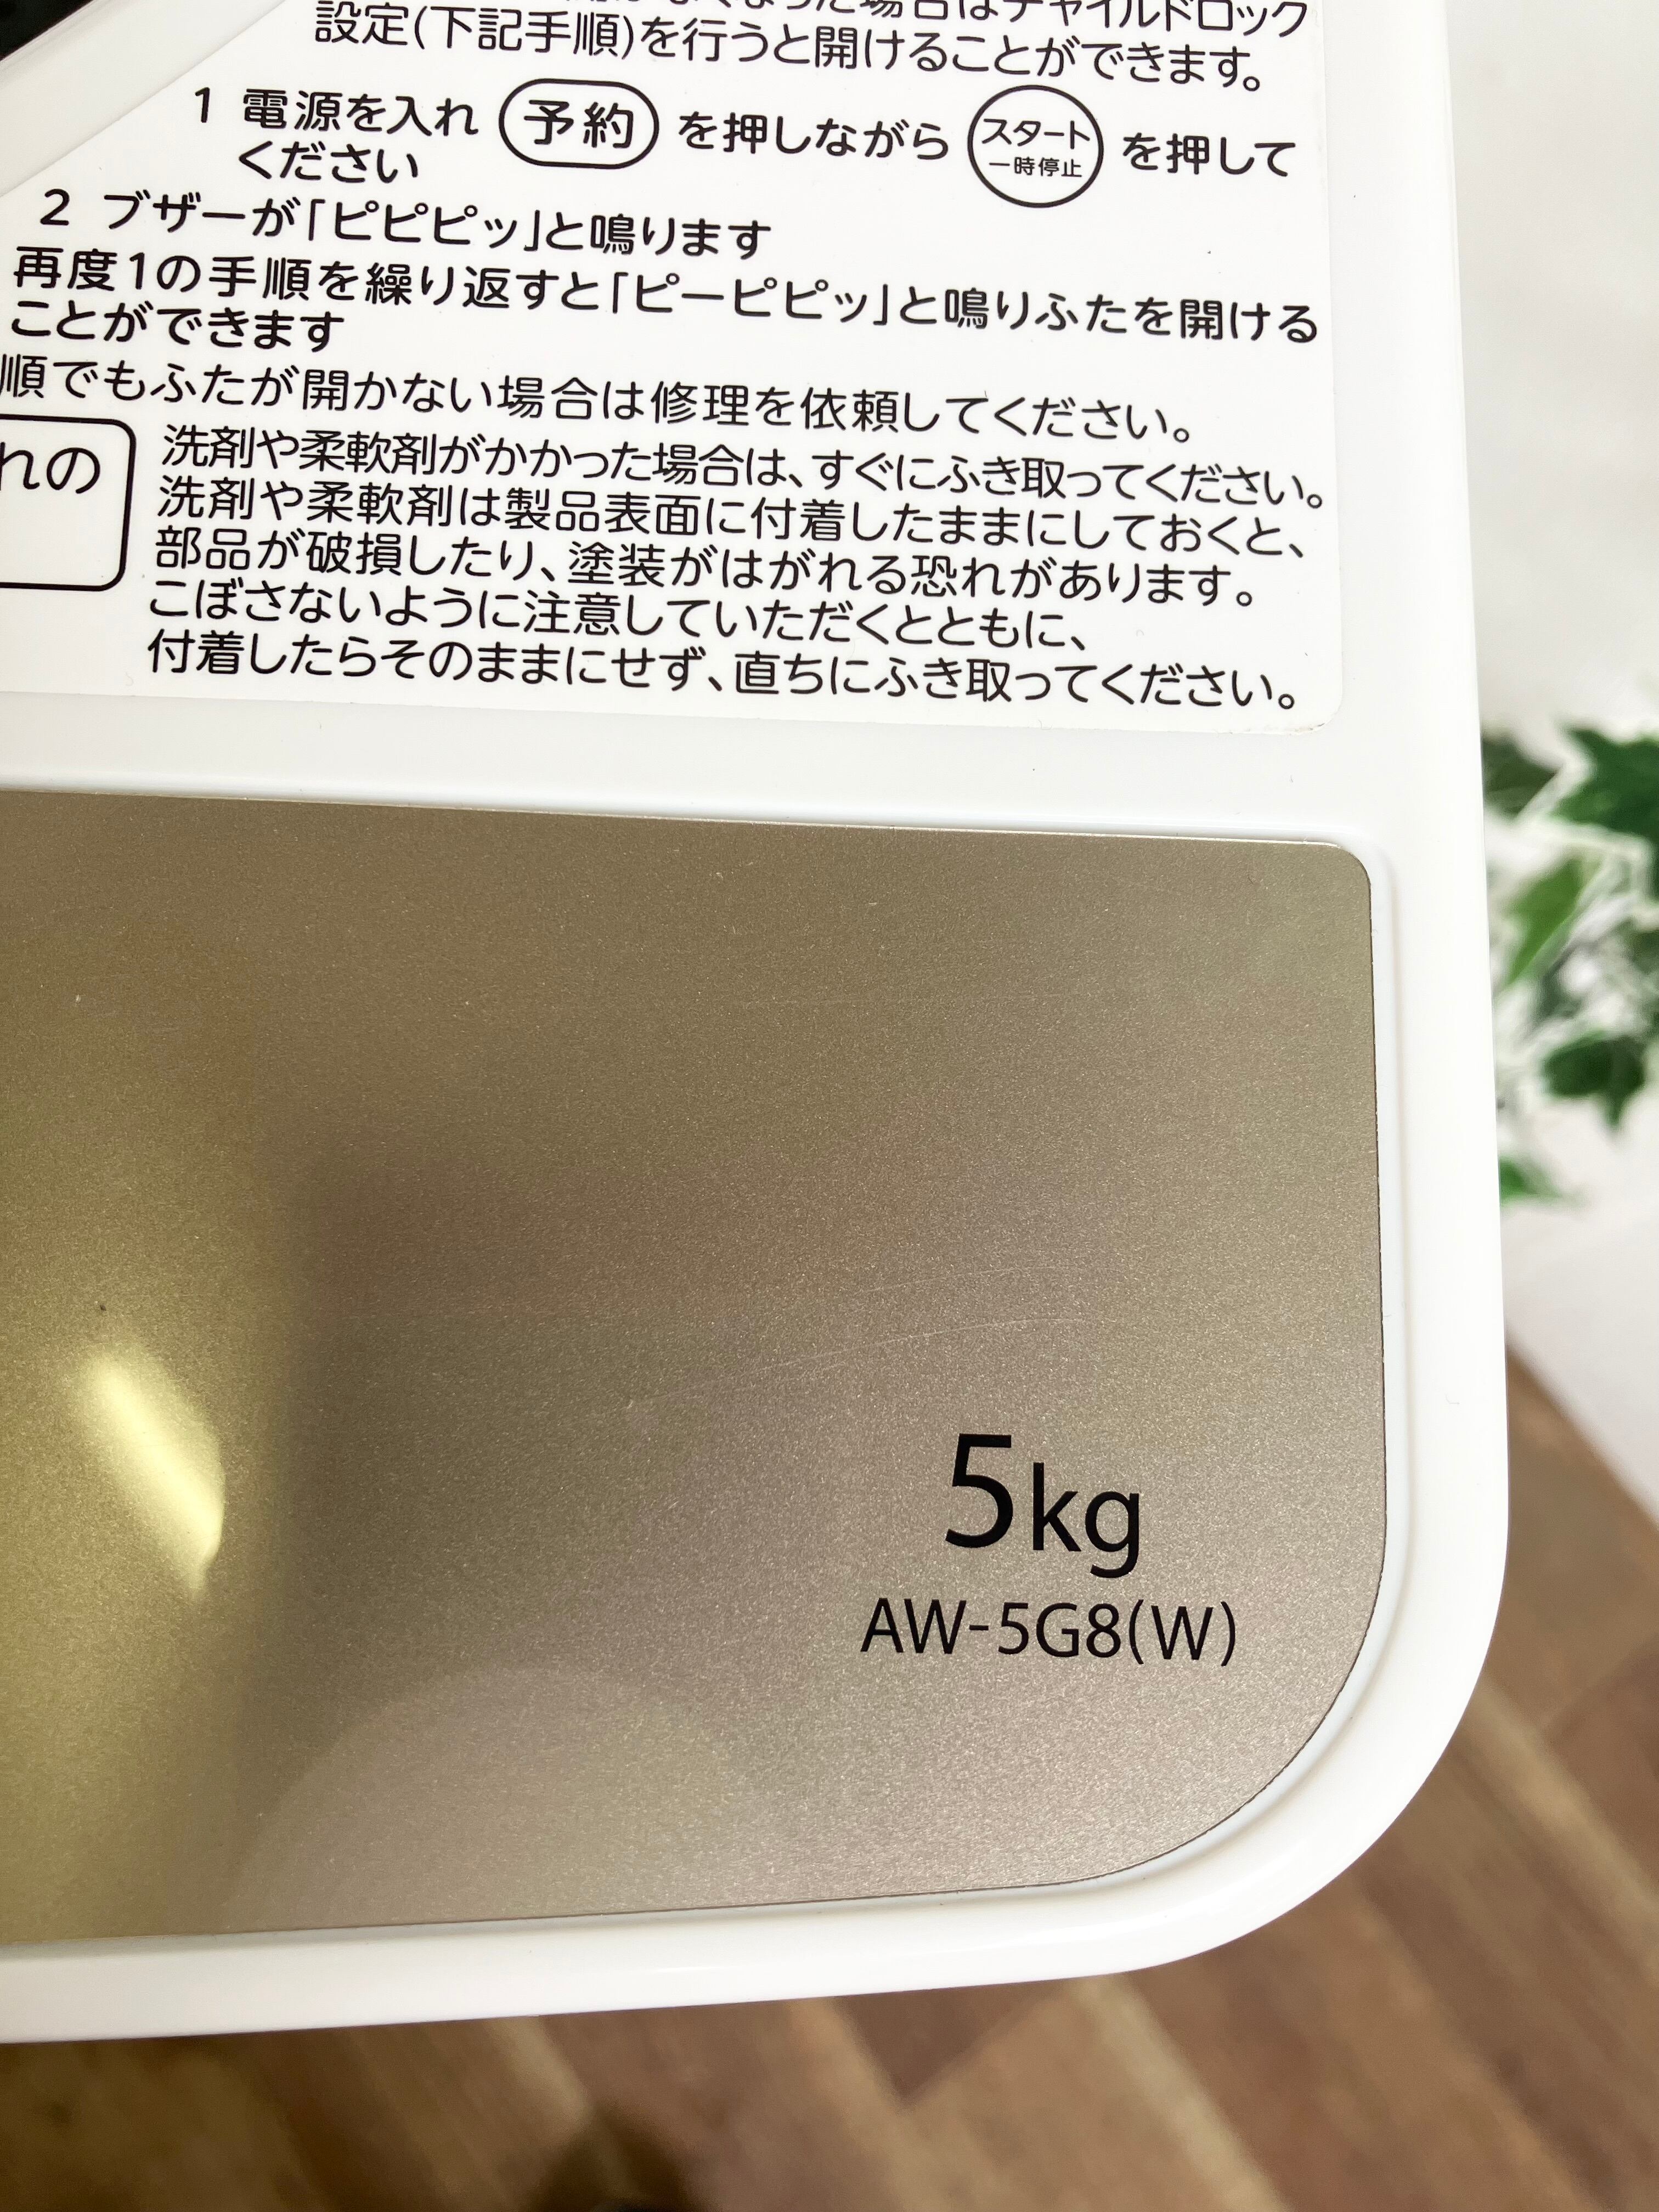 場合はチャイルドロック
設定(下記手順)を行うと開けることができます。
1 電源を入れ 予約 を押しながら スタート 一時停止 を押して
ください
2 ブザーが「ピピピッ」と鳴ります
再度1の手順を繰り返すと「ピーピピッ」と鳴りふたを開ける
ことができます
順でもふたが開かない場合は修理を依頼してください。
れの
洗剤や柔軟剤がかかった場合は、すぐにふき取ってください。
洗剤や柔軟剤は製品表面に付着したままにしておくと、
部品が破損したり、塗装がはがれる恐れがあります。
こぼさないように注意していただくとともに、
付着したらそのままにせず、直ちにふき取ってください。
5kg
AW-5G8(W)